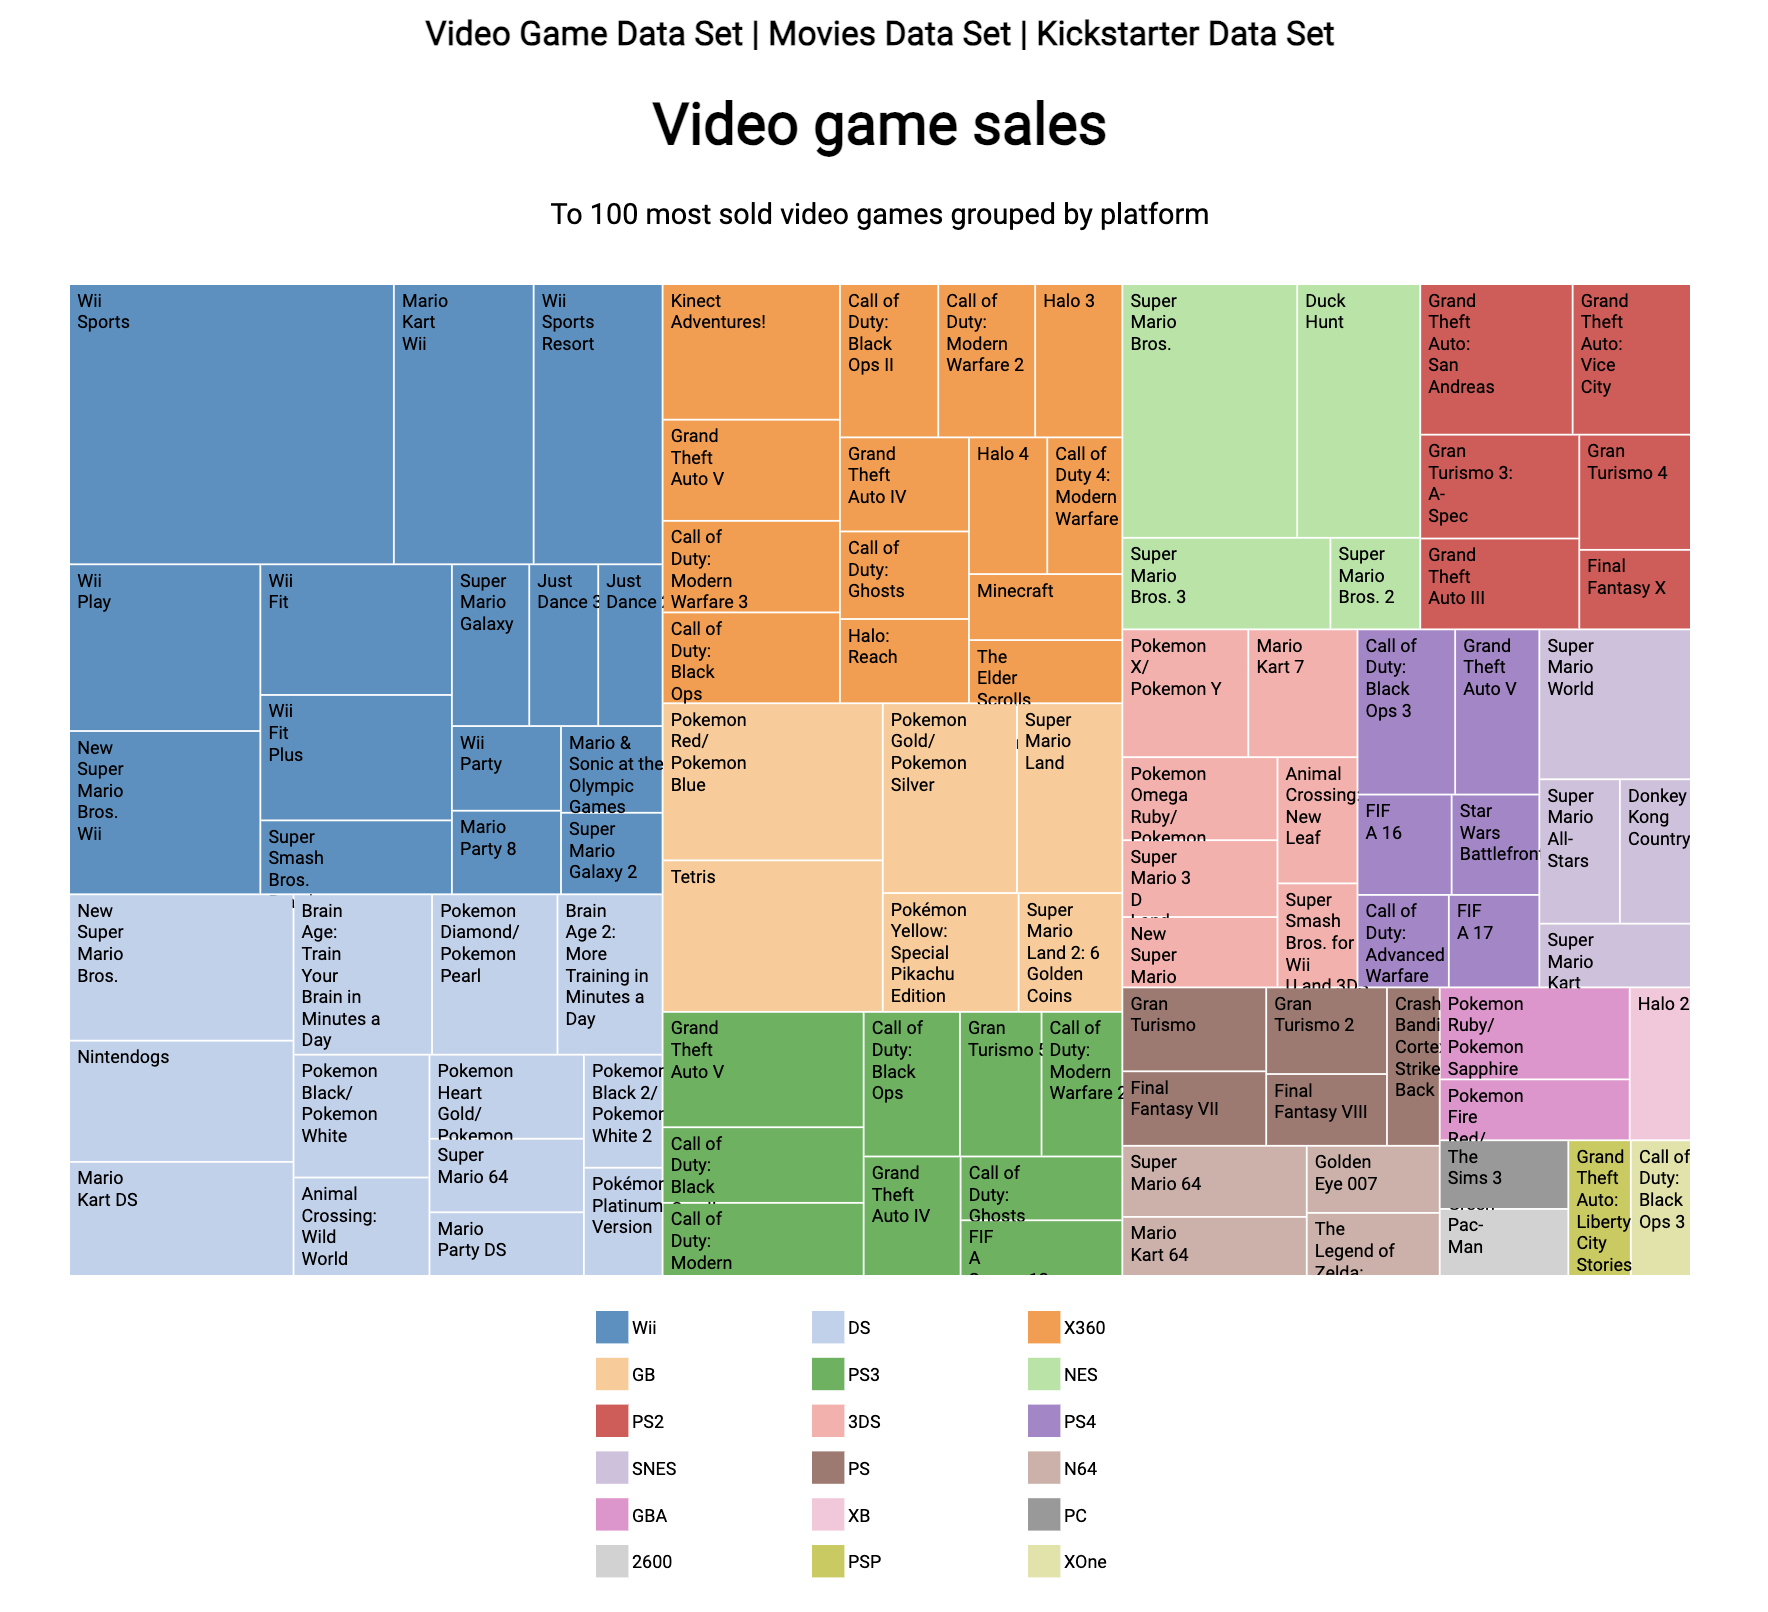 Video Game Data Set | Movies Data Set | Kickstarter Data Set
Video game sales
To 100 most sold video games grouped by platform
Wii
Sports
Mario
Kart
Wii
Wii
Sports
Resort
Wii
Play
Wii
Fit
Super
Mario
Galaxy
Just
Dance 3
Just
Dance
Wii
Fit
Plus
New
Super
Mario
Bros.
Wii
Wii
Party
Mario &
Sonic at the
Olympic
Games
Super
Smash
Bros.
Mario
Party 8
Super
Mario
Galaxy 2
New
Super
Mario
Bros.
Brain
Age:
Train
Your
Brain in
Minutes a
Day
Pokemon
Diamond/
Pokemon
Pearl
Brain
Age 2:
More
Training in
Minutes a
Day
Nintendogs
Pokemon
Black/
Pokemon
White
Pokemon
Heart
Gold/
Pokemon
Pokemon
Black 2/
Pokemon
White 2
Super
Mario 64
Mario
Kart DS
Animal
Crossing:
Wild
World
Mario
Party DS
Pokémon
Platinum
Version
Kinect
Adventures!
Call of
Duty:
Black
Ops II
Call of
Duty:
Modern
Warfare 2
Halo 3
Grand
Theft
Auto V
Grand
Theft
Auto IV
Halo 4
Call of
Duty 4:
Modern
Warfare
Call of
Duty:
Modern
Warfare 3
Call of
Duty:
Ghosts
Minecraft
Call of
Duty:
Black
Ops
Halo:
Reach
The
Elder
Scrolls
Pokemon
Red/
Pokemon
Blue
Pokemon
Gold/
Pokemon
Silver
Super
Mario
Land
Tetris
Pokémon
Yellow:
Special
Pikachu
Edition
Super
Mario
Land 2: 6
Golden
Coins
Grand
Theft
Auto V
Call of
Duty:
Black
Ops
Gran
Turismo 5
Call of
Duty:
Modern
Warfare 2
Call of
Duty:
Black
Grand
Theft
Auto IV
Call of
Duty:
Ghosts
Call of
Duty:
Modern
FIF
A
Super
Mario
Bros.
Duck
Hunt
Super
Mario
Bros. 3
Super
Mario
Bros. 2
Grand
Theft
Auto:
San
Andreas
Grand
Theft
Auto:
Vice
City
Gran
Turismo 3:
A-
Spec
Gran
Turismo 4
Grand
Theft
Auto III
Final
Fantasy X
Pokemon
X/
Pokemon Y
Mario
Kart 7
Pokemon
Omega
Ruby/
Pokemon
Animal
Crossing:
New
Leaf
Super
Mario 3
D
Land
New
Super
Mario
Super
Smash
Bros. for
Wii
U and 3DS
Call of
Duty:
Black
Ops 3
Grand
Theft
Auto V
FIF
A 16
Star
Wars
Battlefront
Call of
Duty:
Advanced
Warfare
FIF
A 17
Super
Mario
World
Super
Mario
All-
Stars
Donkey
Kong
Country
Super
Mario
Kart
Gran
Turismo
Gran
Turismo 2
Crash
Bandi
Corte
Strike
Back
Final
Fantasy VII
Final
Fantasy VIII
Super
Mario 64
Golden
Eye 007
Mario
Kart 64
The
Legend of
Zelda:
Pokemon
Ruby/
Pokemon
Sapphire
Pokemon
Fire
Red/
Halo 2
The
Sims 3
Pac-
Man
Grand
Theft
Auto:
Liberty
City
Stories
Call of
Duty:
Black
Ops 3
Wii
DS
X360
GB
PS3
NES
PS2
3DS
PS4
SNES
PS
N64
GBA
XB
PC
2600
PSP
XOne